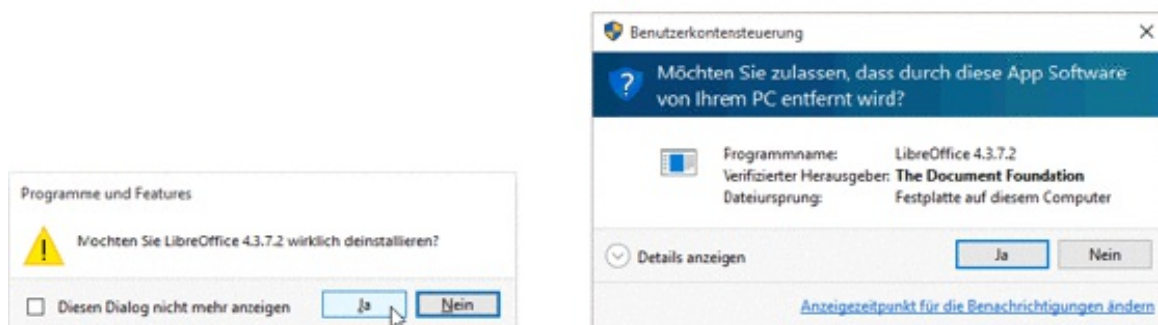 Programme und Features
Möchten Sie LibreOffice 4.3.7.2 wirklich deinstallieren?
Diesen Dialog nicht mehr anzeigen
Ja
Nein
Benutzerkontensteuerung
Möchten Sie zulassen, dass durch diese App Software
von Ihrem PC entfernt wird?
Programmname: LibreOffice 4.3.7.2
Verifizierter Herausgeber: The Document Foundation
Dateiursprung: Festplatte auf diesem Computer
Details anzeigen
Ja
Nein
Anzeigezeitpunkt für die Benachrichtigungen ändern